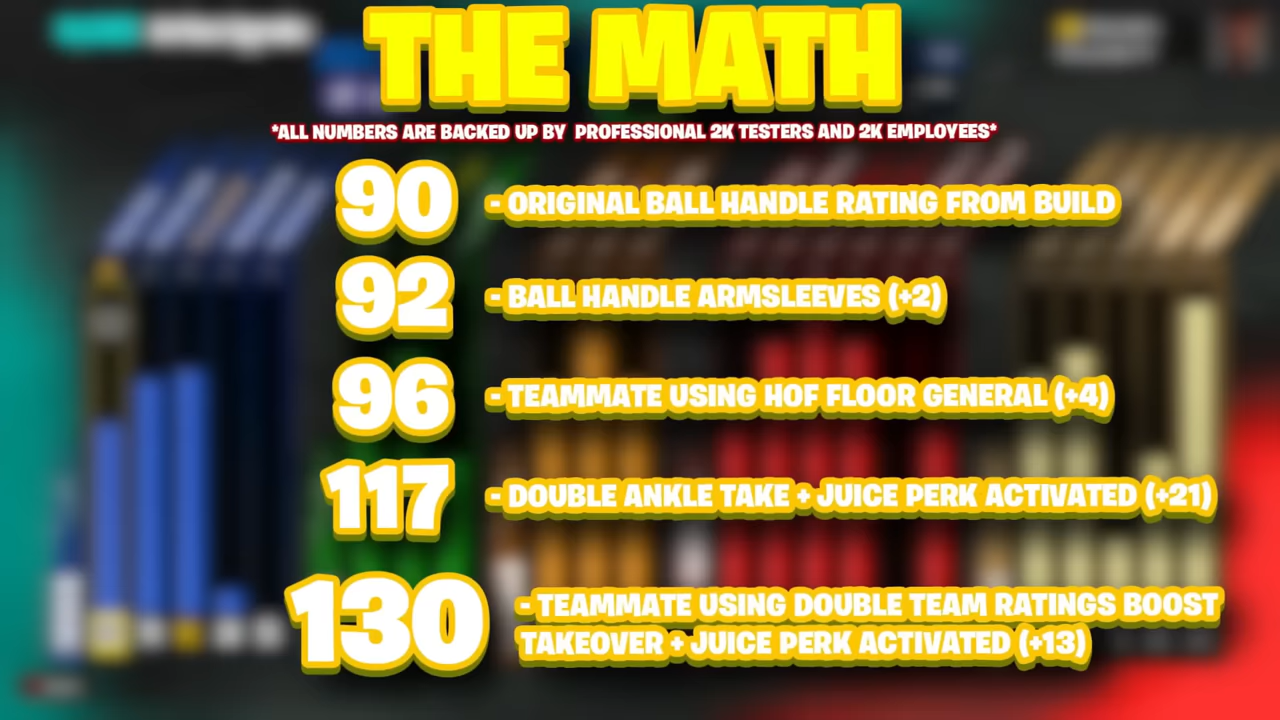 THE MATH
*ALL NUMBERS ARE BACKED UP BY PROFESSIONAL 2K TESTERS AND 2K EMPLOYEES*
90 - ORIGINAL BALL HANDLE RATING FROM BUILD
92 - BALL HANDLE ARMSLEEVES (+2)
96 - TEAMMATE USING HOF FLOOR GENERAL (+4)
117 - DOUBLE ANKLE TAKE + JUICE PERK ACTIVATED (+21)
130 - TEAMMATE USING DOUBLE TEAM RATINGS BOOST
TAKEOVER + JUICE PERK ACTIVATED (+13)